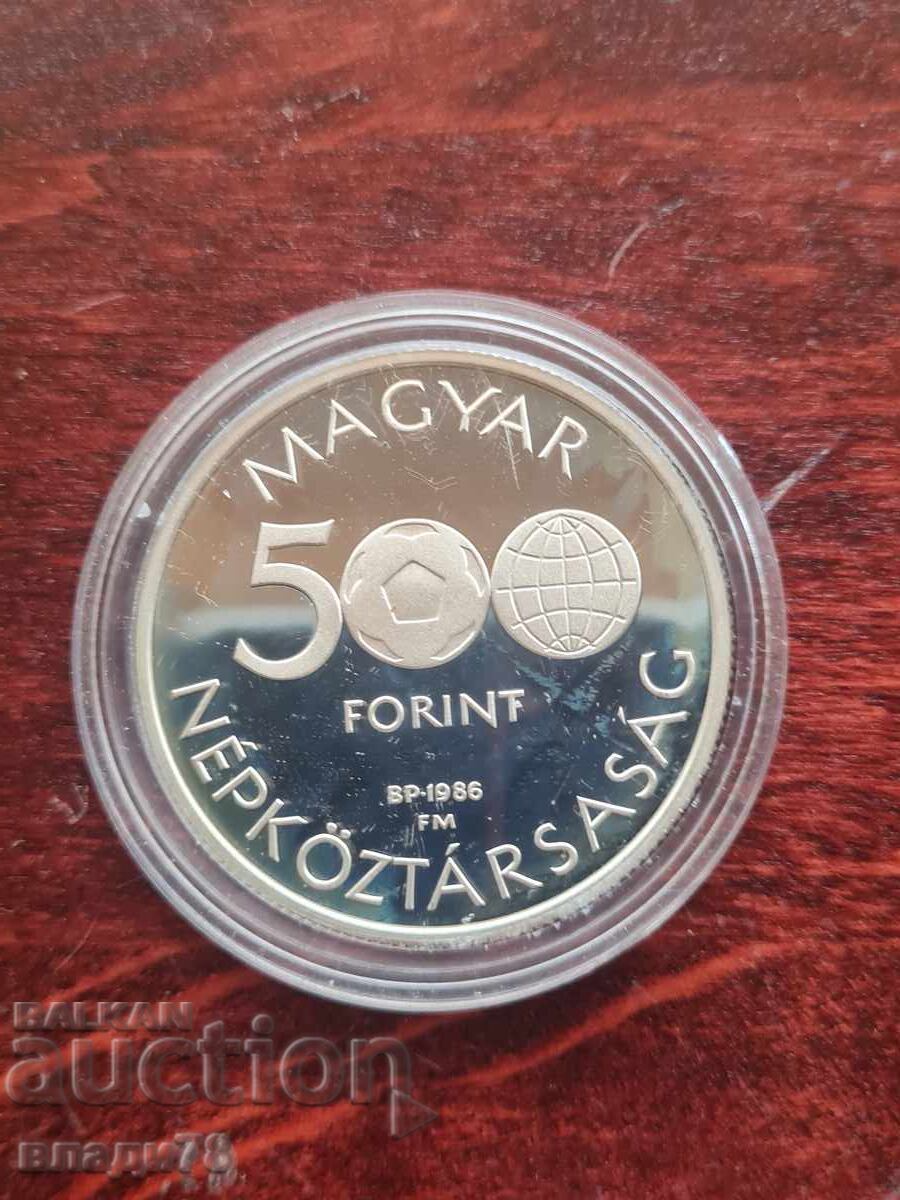 MAGYAR
500
FORINT
BP·1986
FM
NÉPKÖZTÁRSASÁG
BALKAN
auction
влади78